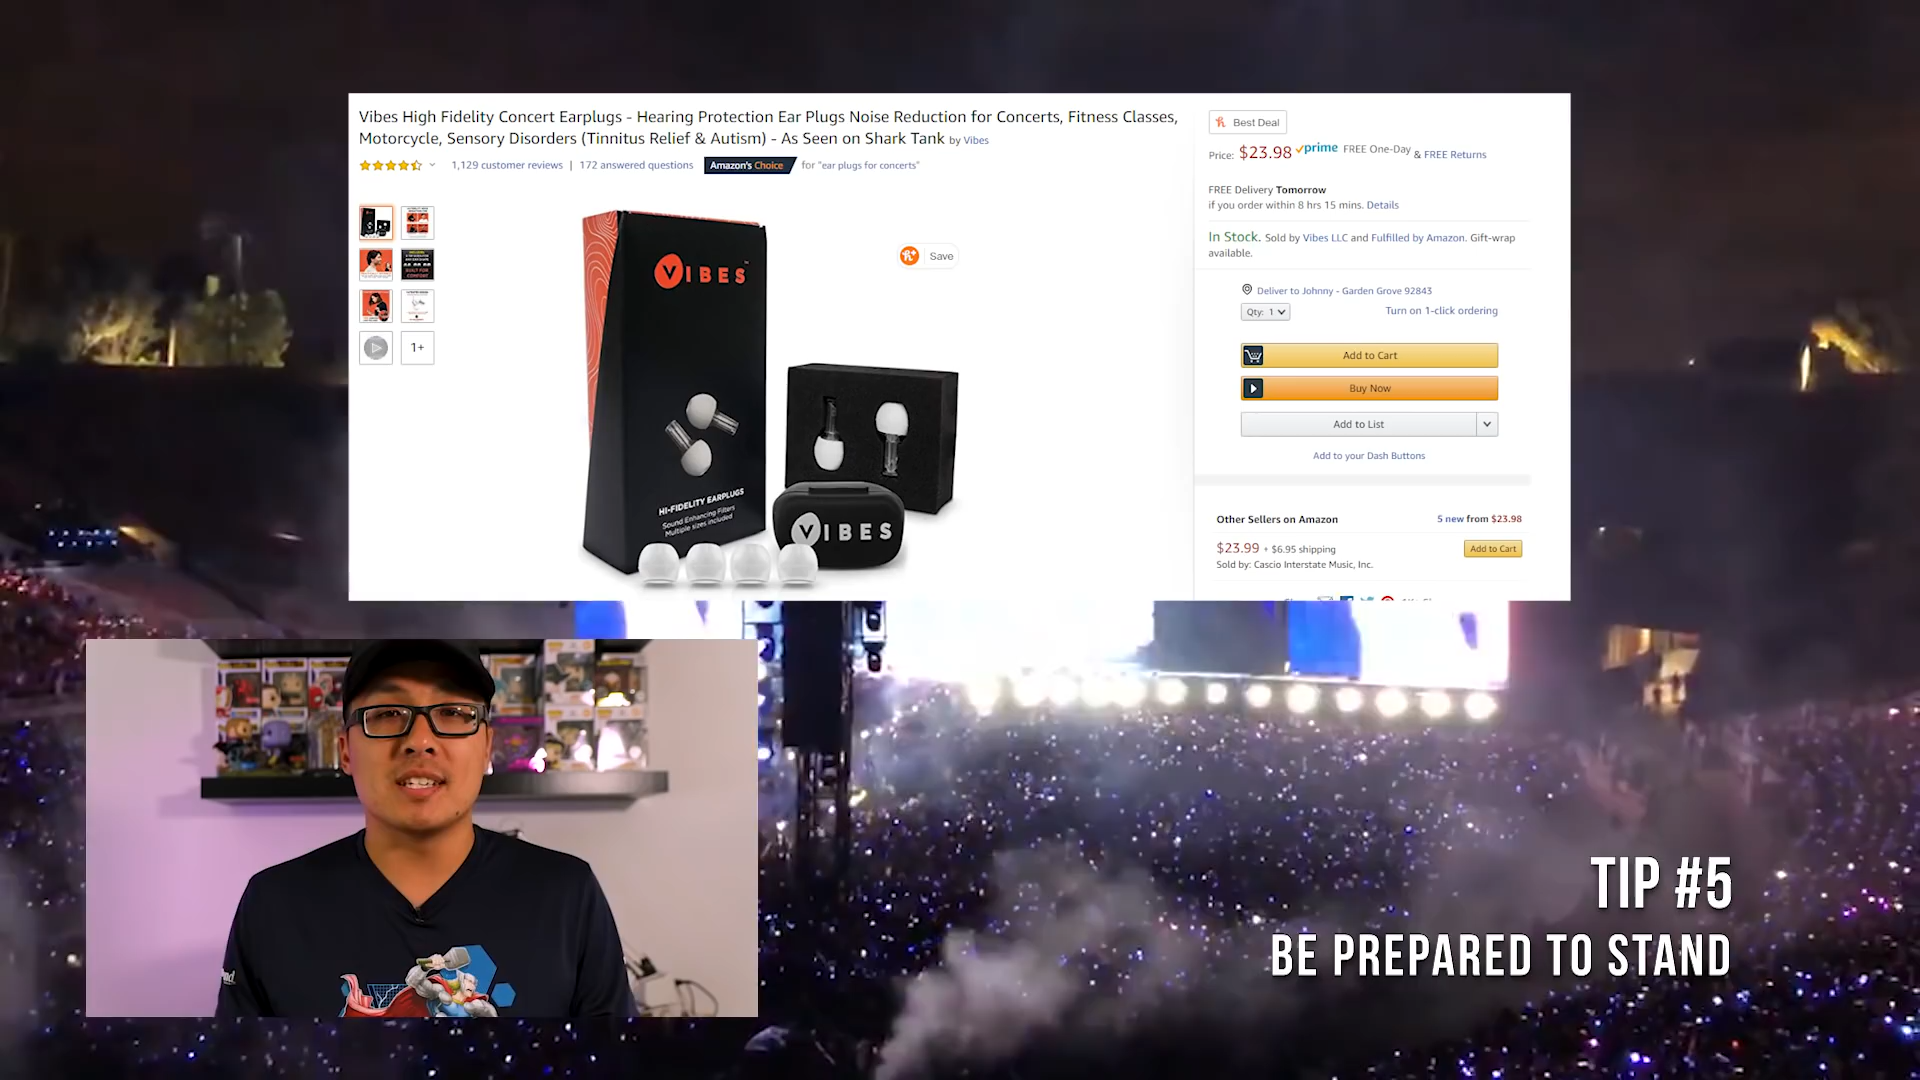 Vibes High Fidelity Concert Earplugs - Hearing Protection Ear Plugs Noise Reduction for Concerts, Fitness Classes,
Motorcycle, Sensory Disorders (Tinnitus Relief & Autism) - As Seen on Shark Tank by Vibes
1,129 customer reviews | 172 answered questions Amazon's Choice for "ear plugs for concerts"
1+
Save
VIBES
HI-FIDELITY EARPLUGS
Sound Enhancing Filters
Multiple sizes included
VIBES
Best Deal
Price: $23.98 prime FREE One-Day & FREE Returns
FREE Delivery Tomorrow
if you order within 8 hrs 15 mins. Details
In Stock. Sold by Vibes LLC and Fulfilled by Amazon. Gift-wrap
available.
Deliver to Johnny - Garden Grove 92843
Qty: 1
Turn on 1-click ordering
Add to Cart
Buy Now
Add to List
Add to your Dash Buttons
Other Sellers on Amazon 5 new from $23.98
$23.99 + $6.95 shipping Add to Cart
Sold by: Cascio Interstate Music, Inc.
TIP #5
BE PREPARED TO STAND